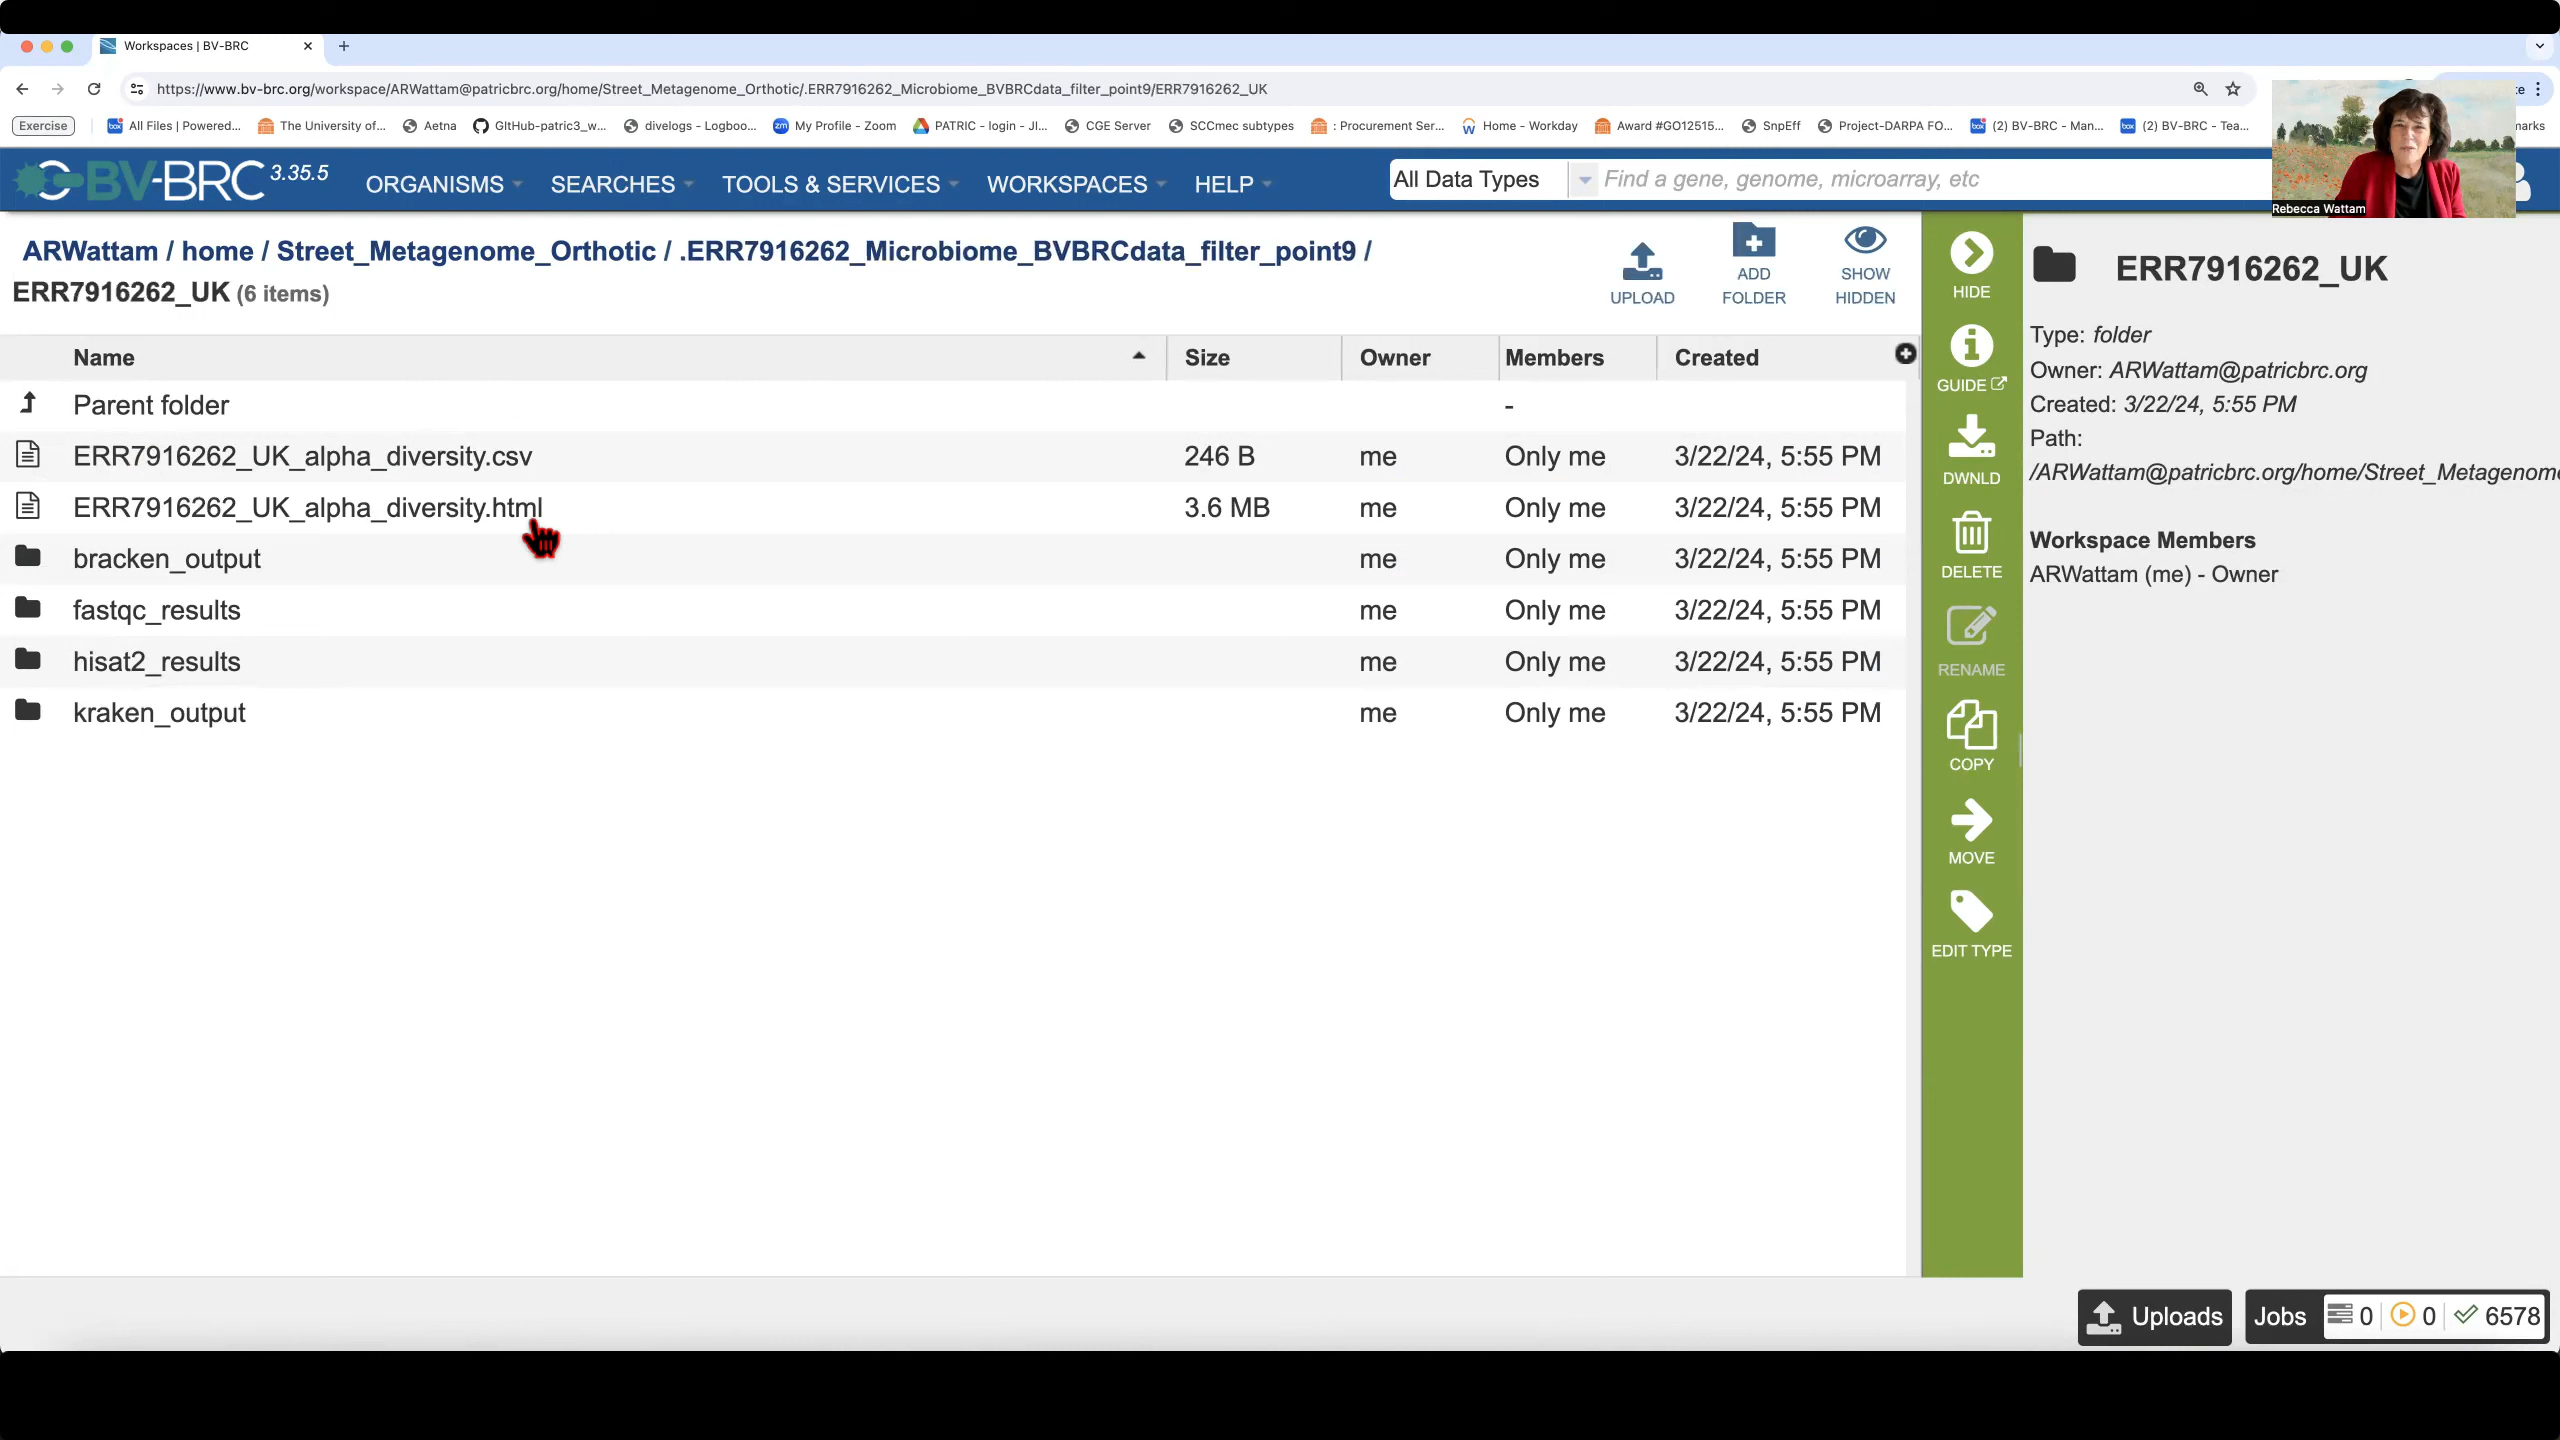 Workspaces | BV-BRC
https://www.bv-brc.org/workspace/ARWattam@patricbrc.org/home/Street_Metagenome_Orthotic/.ERR7916262_Microbiome_BVBRCdata_filter_point9/ERR7916262_UK
Exercise
All Files | Powered...
The University of...
Aetna
GItHub-patric3_w...
divelogs - Logboo...
My Profile - Zoom
PATRIC - login - JI...
CGE Server
SCCmec subtypes
: Procurement Ser...
Home - Workday
Award #GO12515...
SnpEff
Project-DARPA FO...
(2) BV-BRC - Man...
(2) BV-BRC - Tea...
BV-BRC 3.35.5
ORGANISMS
SEARCHES
TOOLS & SERVICES
WORKSPACES
HELP
All Data Types
Find a gene, genome, microarray, etc
Rebecca Wattam
ARWattam / home / Street_Metagenome_Orthotic / .ERR7916262_Microbiome_BVBRCdata_filter_point9 /
ERR7916262_UK (6 items)
UPLOAD
ADD FOLDER
SHOW HIDDEN
Name Size Owner Members Created
Parent folder -
ERR7916262_UK_alpha_diversity.csv 246 B me Only me 3/22/24, 5:55 PM
ERR7916262_UK_alpha_diversity.html 3.6 MB me Only me 3/22/24, 5:55 PM
bracken_output me Only me 3/22/24, 5:55 PM
fastqc_results me Only me 3/22/24, 5:55 PM
hisat2_results me Only me 3/22/24, 5:55 PM
kraken_output me Only me 3/22/24, 5:55 PM
HIDE
GUIDE
DWNLD
DELETE
RENAME
COPY
MOVE
EDIT TYPE
ERR7916262_UK
Type: folder
Owner: ARWattam@patricbrc.org
Created: 3/22/24, 5:55 PM
Path:
/ARWattam@patricbrc.org/home/Street_Metagenome
Workspace Members
ARWattam (me) - Owner
Uploads
Jobs 0 0 6578